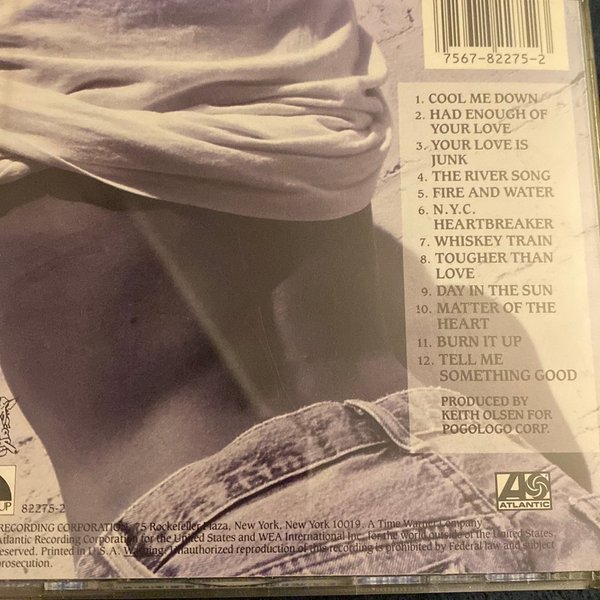 7567-82275-2
1. COOL ME DOWN
2. HAD ENOUGH OF
YOUR LOVE
3. YOUR LOVE IS
JUNK
4. THE RIVER SONG
5. FIRE AND WATER
6. N.Y.C.
HEARTBREAKER
7. WHISKEY TRAIN
8. TOUGHER THAN
LOVE
9. DAY IN THE SUN
10. MATTER OF THE
HEART
11. BURN IT UP
12. TELL ME
SOMETHING GOOD
PRODUCED BY
KEITH OLSEN FOR
POGOLOGO CORP.
ATLANTIC
UP
82275-2
RECORDING CORPORATION, 75 Rockefeller Plaza, New York, New York 10019. A Time Warner Company
Atlantic Recording Corporation for the United States and WEA International Inc. for the world outside of the United States.
eserved. Printed in U.S.A. Warning: Unauthorized reproduction of this recording is prohibited by Federal law and subject
prosecution.